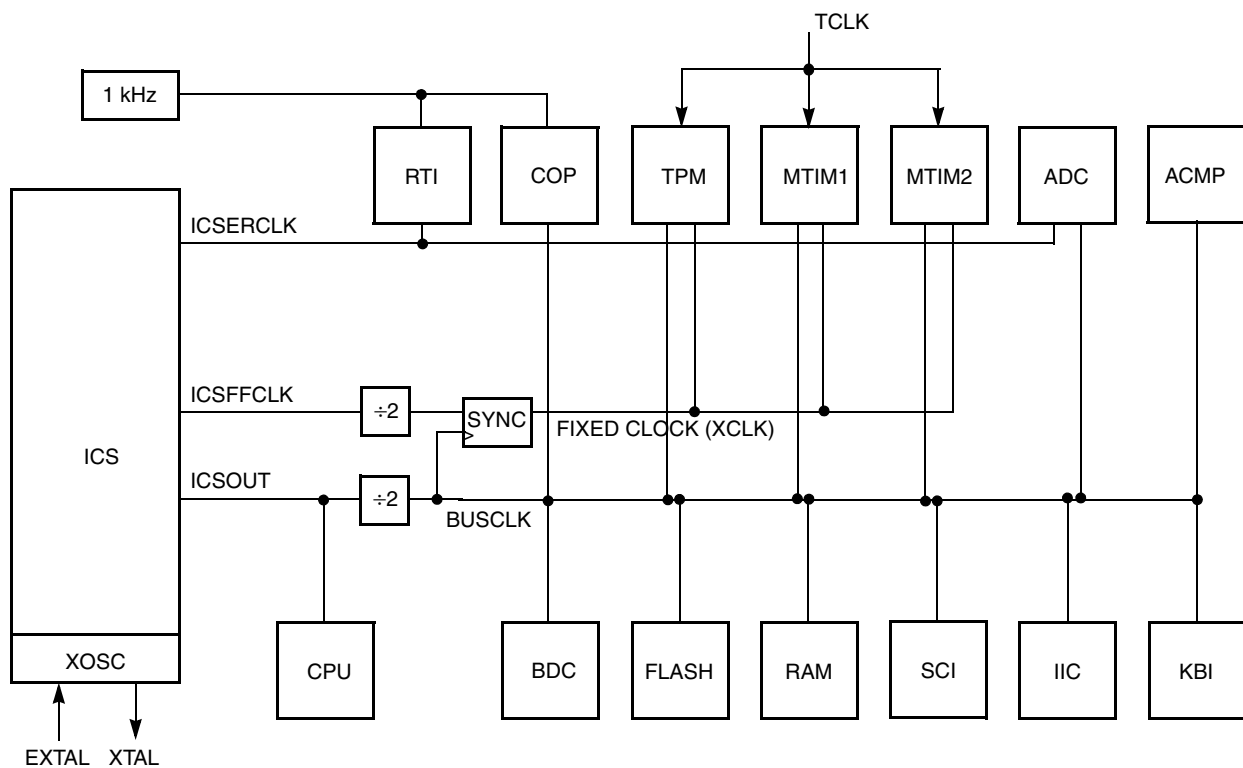 TCLK
1 kHz
RTI
COP
TPM
MTIM1
MTIM2
ADC
ACMP
ICSERCLK
ICSFFCLK
÷2
SYNC
FIXED CLOCK (XCLK)
ICS
ICSOUT
÷2
BUSCLK
XOSC
CPU
BDC
FLASH
RAM
SCI
IIC
KBI
EXTAL
XTAL